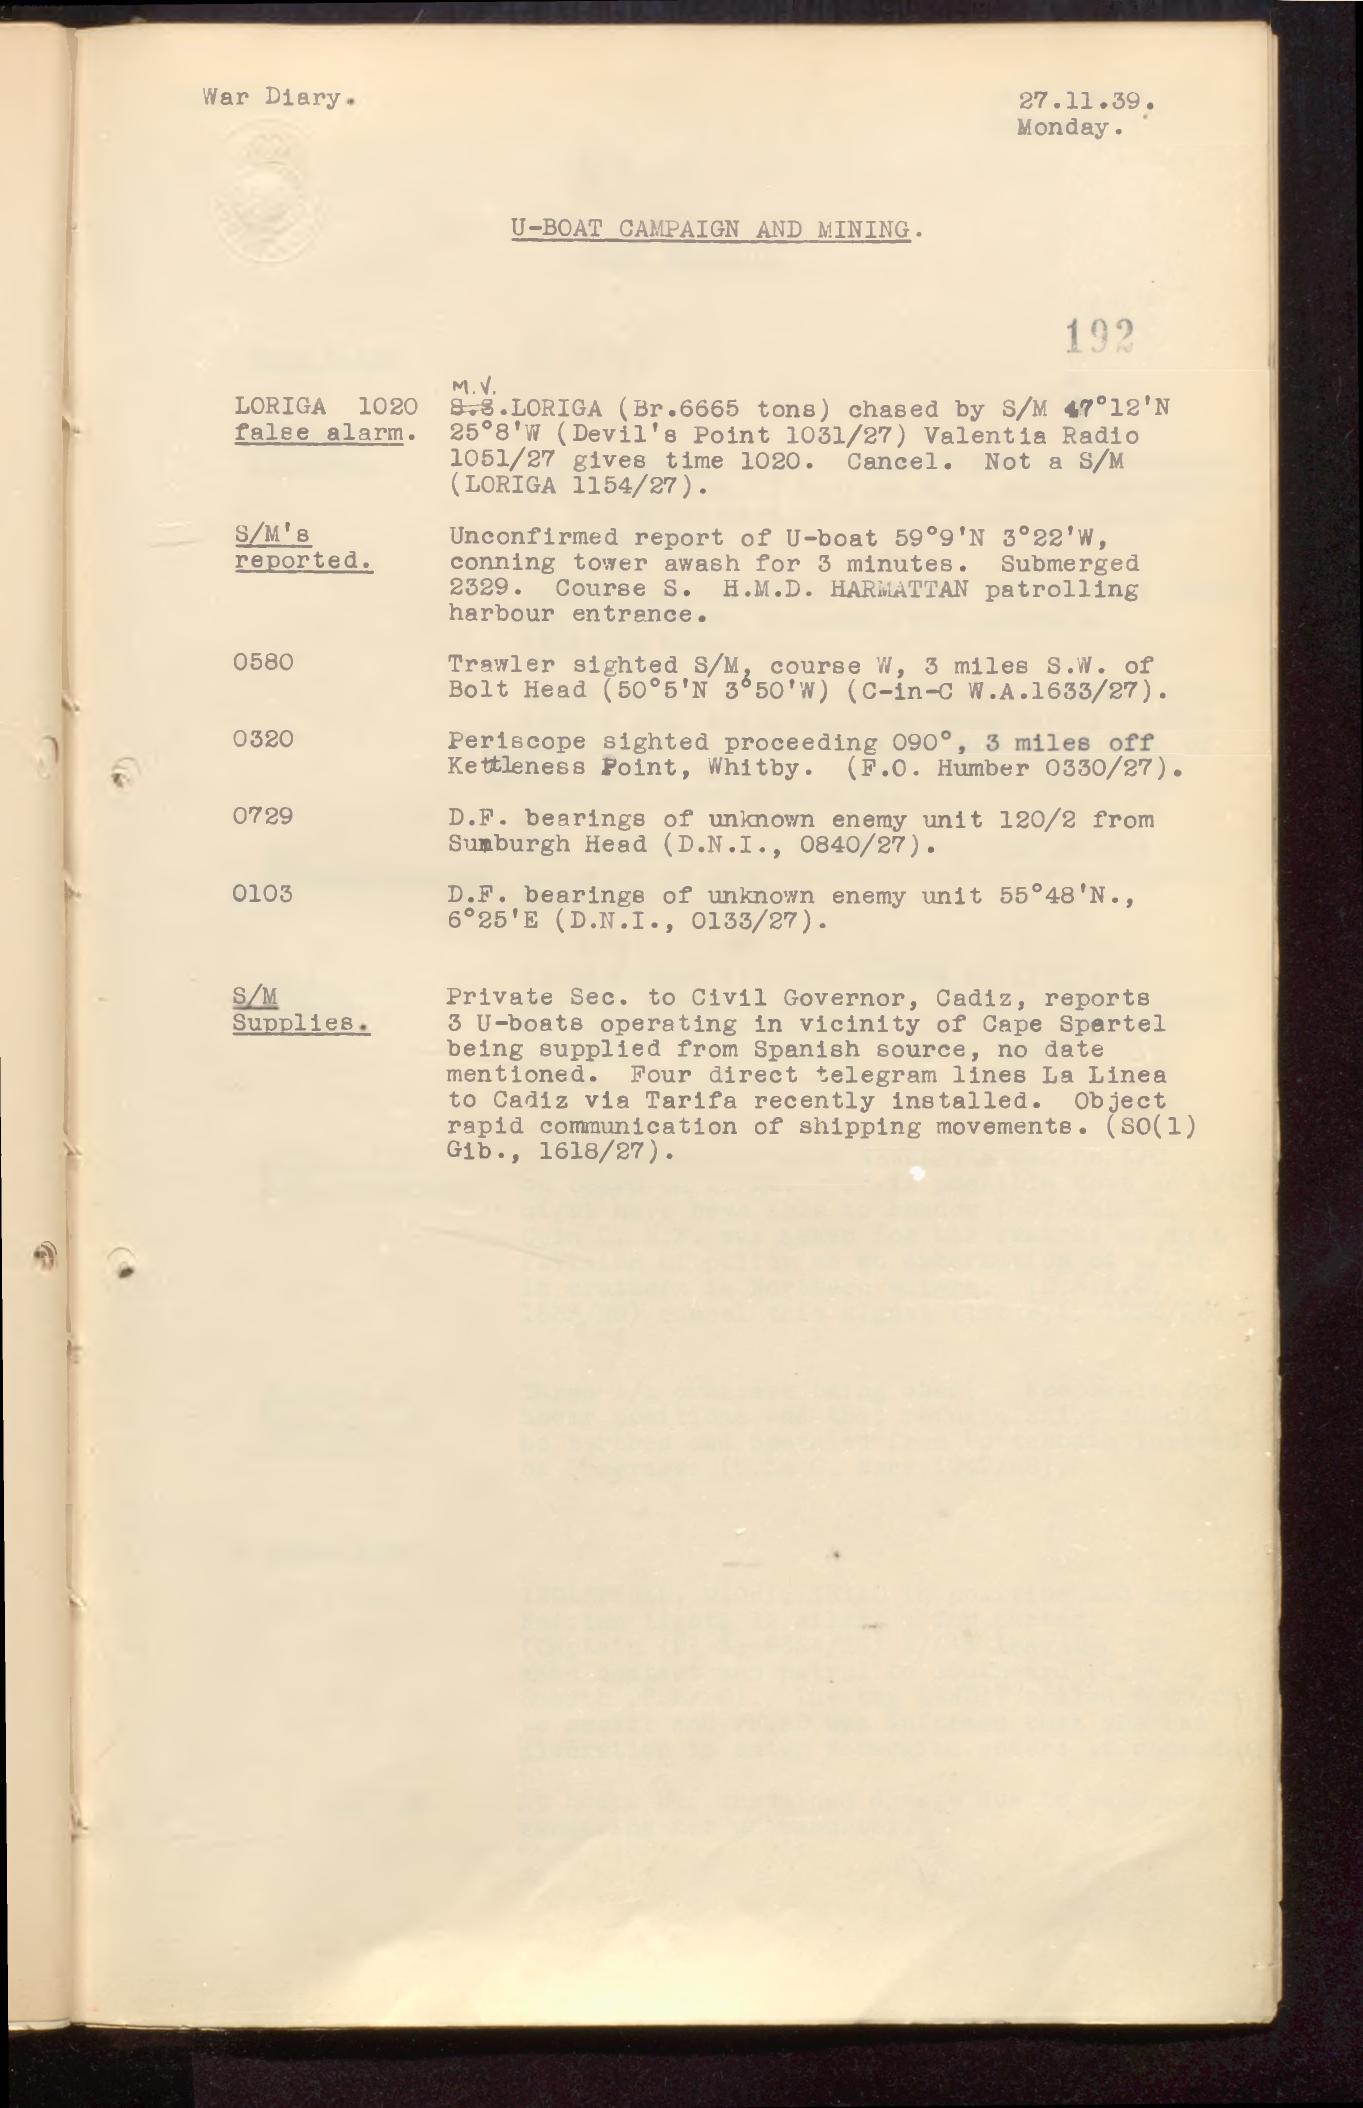 War Diary.
27.11.39.
Monday.
U-BOAT CAMPAIGN AND MINING.
192
M.V.
LORIGA 1020 S.S.LORIGA (Br.6665 tons) chased by S/M 47°12'N
false alarm. 25°8'W (Devil's Point 1031/27) Valentia Radio
1051/27 gives time 1020. Cancel. Not a S/M
(LORIGA 1154/27).
S/M's Unconfirmed report of U-boat 59°9'N 3°22'W,
reported. conning tower awash for 3 minutes. Submerged
2329. Course S. H.M.D. HARMATTAN patrolling
harbour entrance.
0580 Trawler sighted S/M, course W, 3 miles S.W. of
Bolt Head (50°5'N 3°50'W) (C-in-C W.A.1633/27).
0320 Periscope sighted proceeding 090°, 3 miles off
Kettleness Point, Whitby. (F.O. Humber 0330/27).
0729 D.F. bearings of unknown enemy unit 120/2 from
Sumburgh Head (D.N.I., 0840/27).
0103 D.F. bearings of unknown enemy unit 55°48'N.,
6°25'E (D.N.I., 0133/27).
S/M Private Sec. to Civil Governor, Cadiz, reports
Supplies. 3 U-boats operating in vicinity of Cape Spartel
being supplied from Spanish source, no date
mentioned. Four direct telegram lines La Linea
to Cadiz via Tarifa recently installed. Object
rapid communication of shipping movements. (SO(1)
Gib., 1618/27).